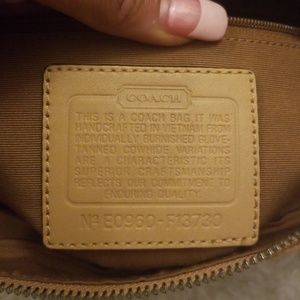 COACH
THIS IS A COACH BAG. IT WAS
HANDCRAFTED IN VIETNAM FROM
INDIVIDUALLY BURNISHED GLOVE-
TANNED COWHIDE, VARIATIONS
ARE A CHARACTERISTIC ITS
SUPERIOR CRAFTSMANSHIP
REFLECTS OUR COMMITMENT TO
ENDURING QUALITY.
Nº E0960-F13730